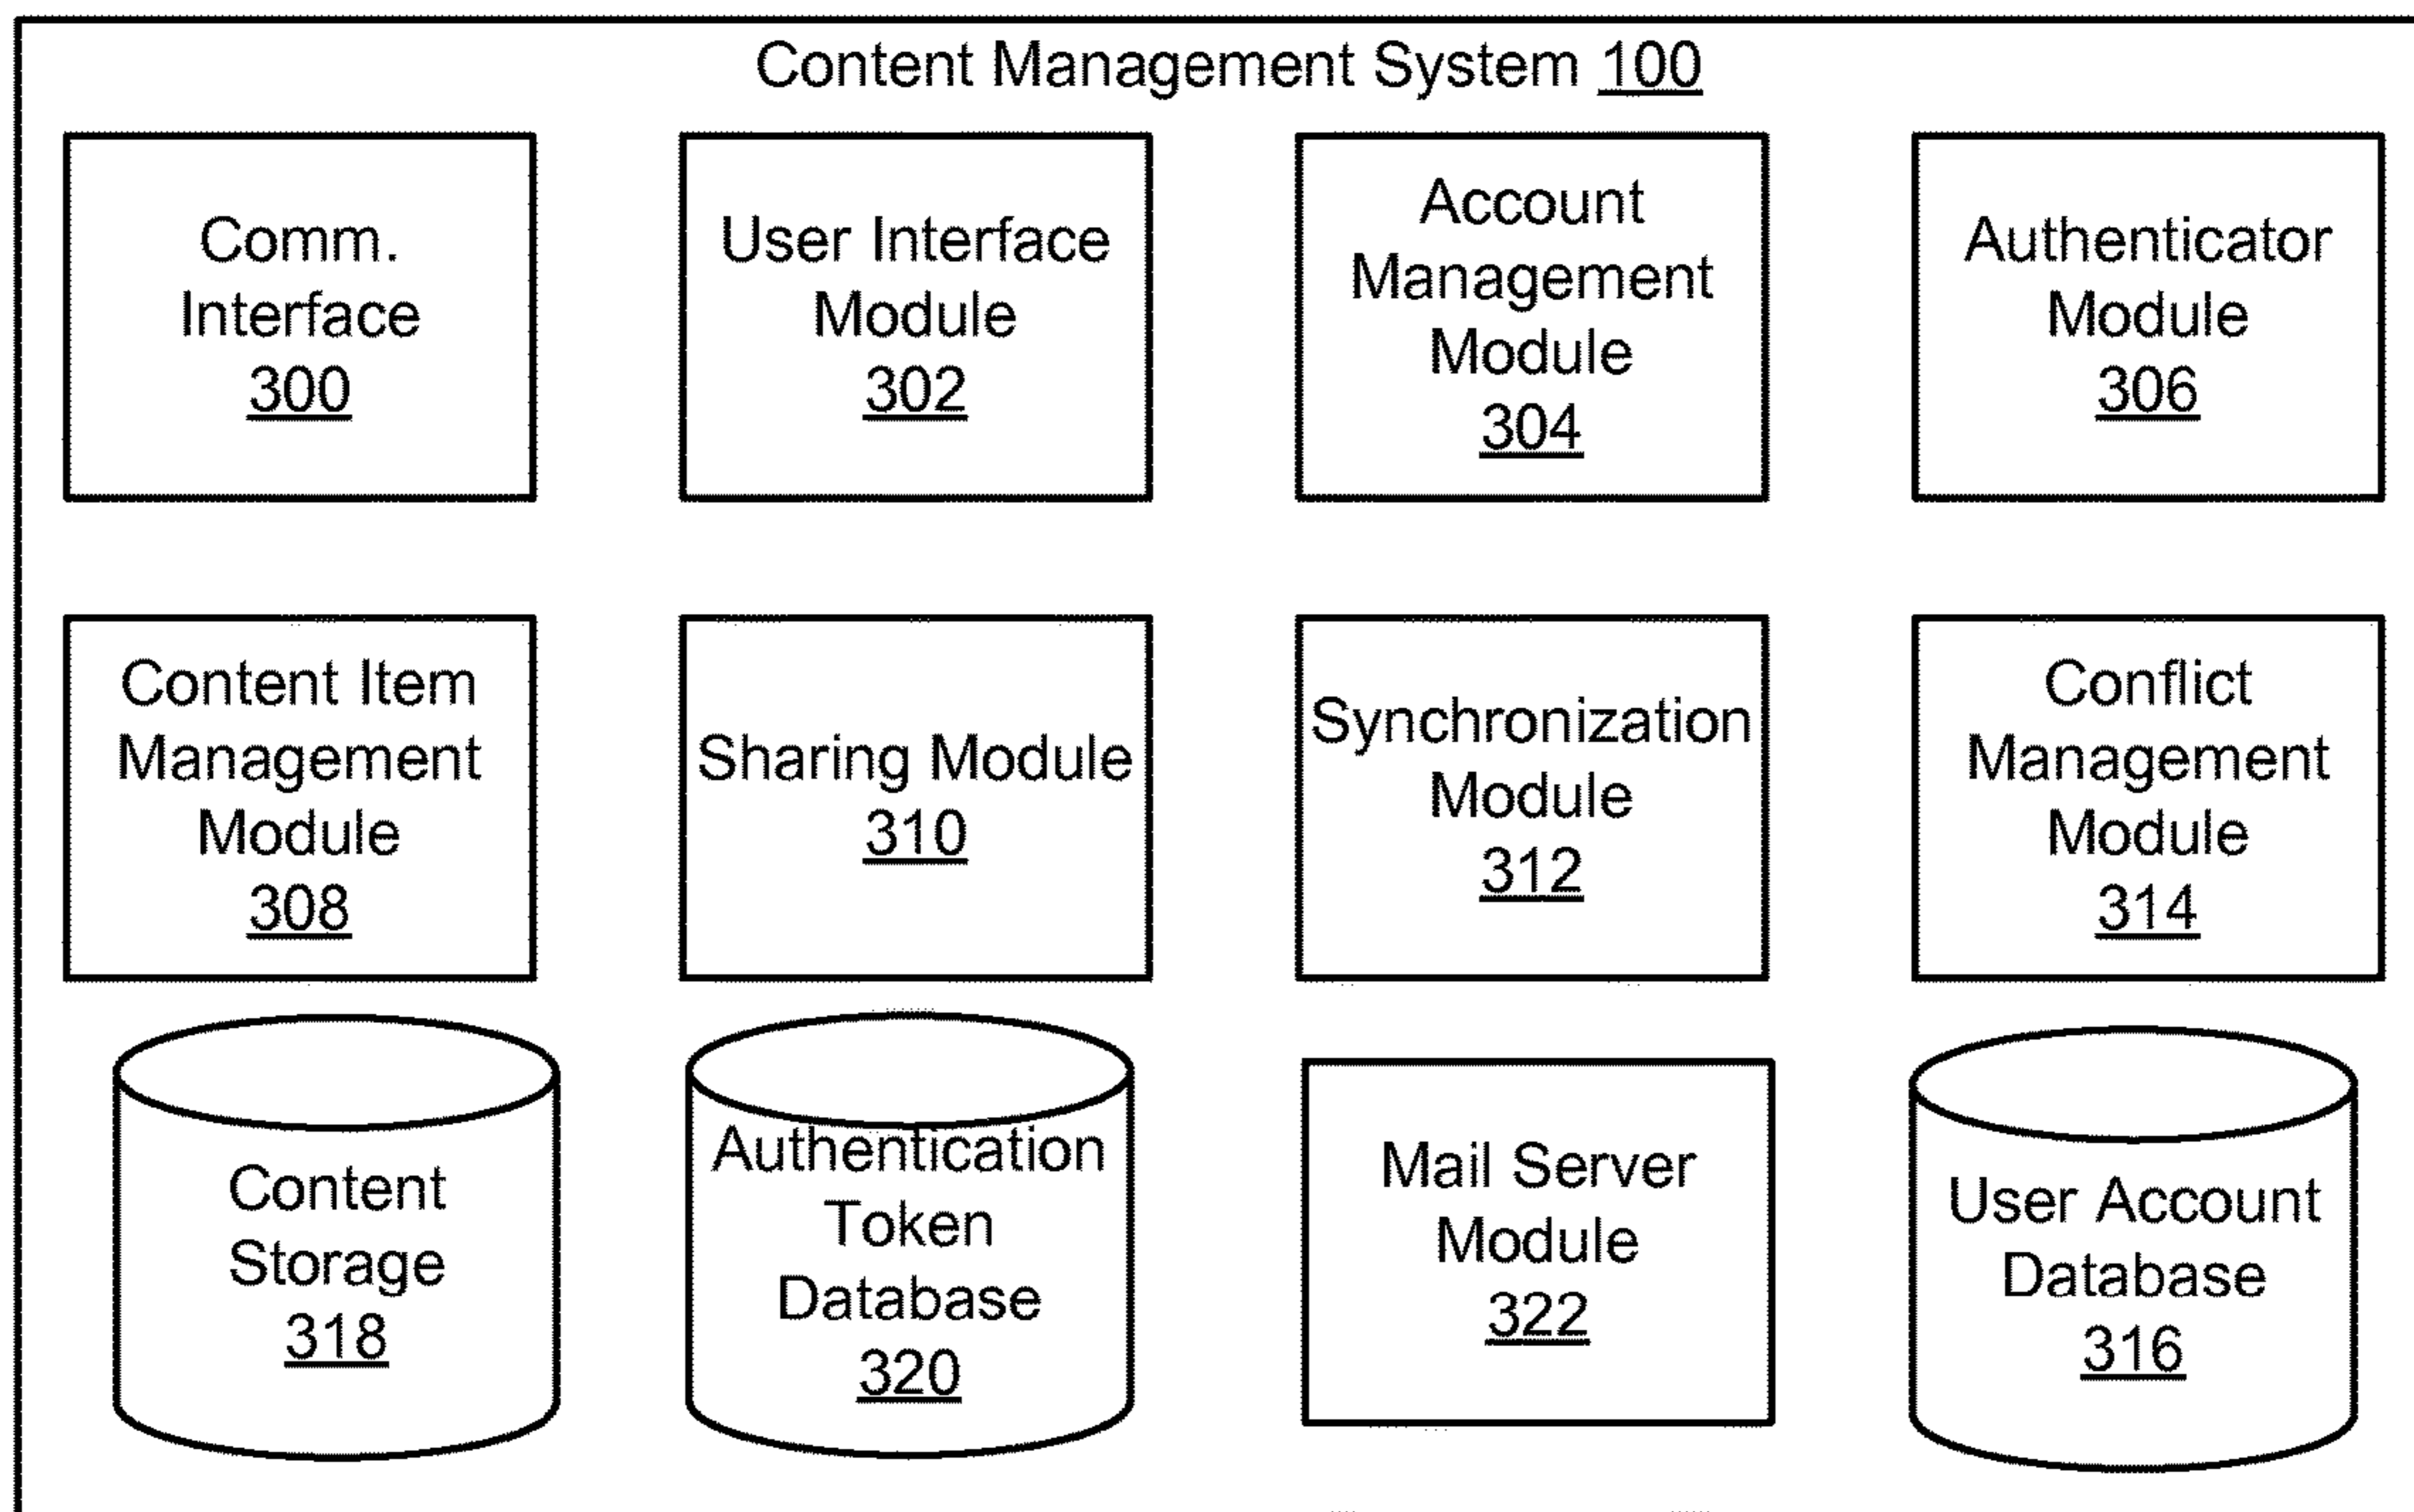 Content Management System 100
Comm.
Interface
300
User Interface
Module
302
Account
Management
Module
304
Authenticator
Module
306
Content Item
Management
Module
308
Sharing Module
310
Synchronization
Module
312
Conflict
Management
Module
314
Content
Storage
318
Authentication
Token
Database
320
Mail Server
Module
322
User Account
Database
316